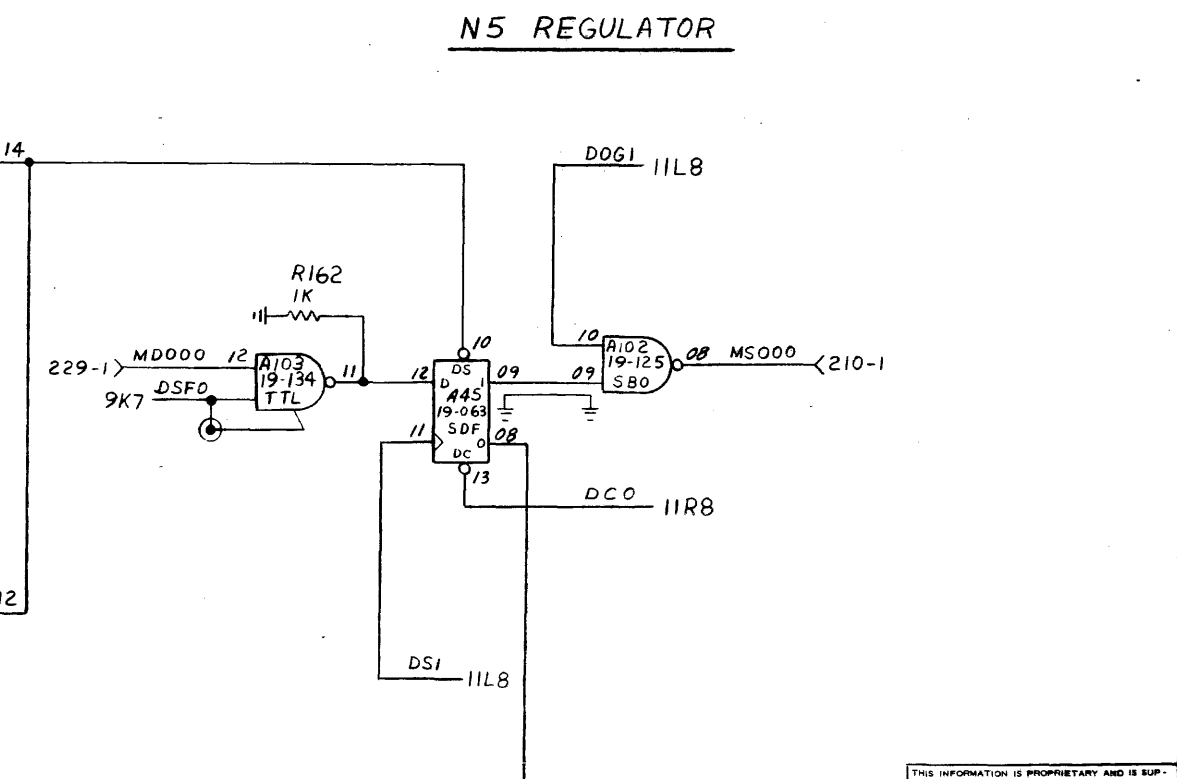 N5 REGULATOR
14
DOG1
11L8
R162
1K
10
10
MD000
12
A103
19-134
TTL
11
229-1
DSF0
9K7
12
DS
D
1
A45
19-063
SDF
0
DC
09
09
A102
19-125
SBO
08
MS000
210-1
11
08
13
DC0
11R8
12
DS1
11L8
THIS INFORMATION IS PROPRIETARY AND IS SUP-